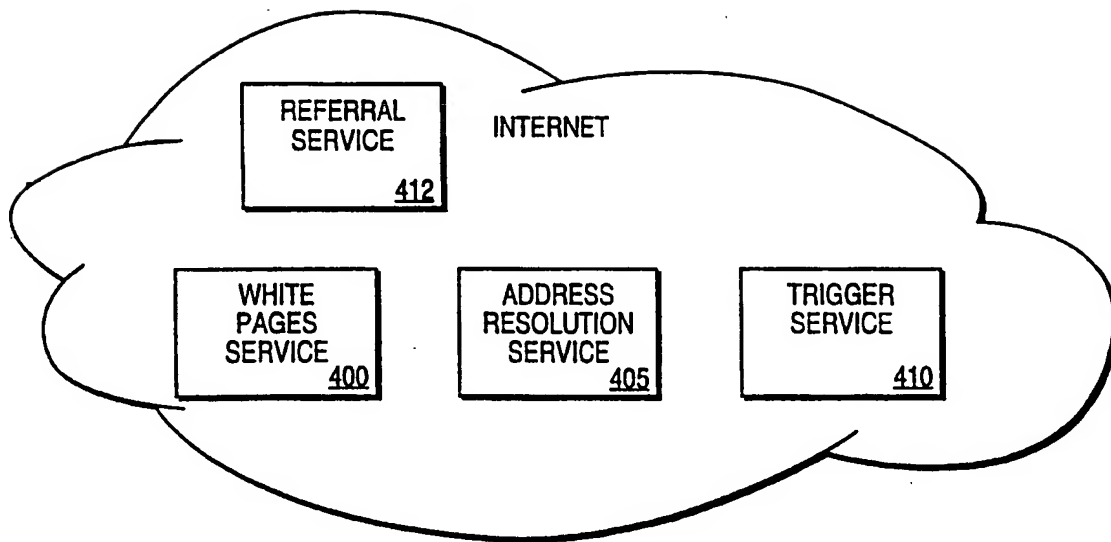 REFERRAL
SERVICE
412
INTERNET
WHITE
PAGES
SERVICE
400
ADDRESS
RESOLUTION
SERVICE
405
TRIGGER
SERVICE
410